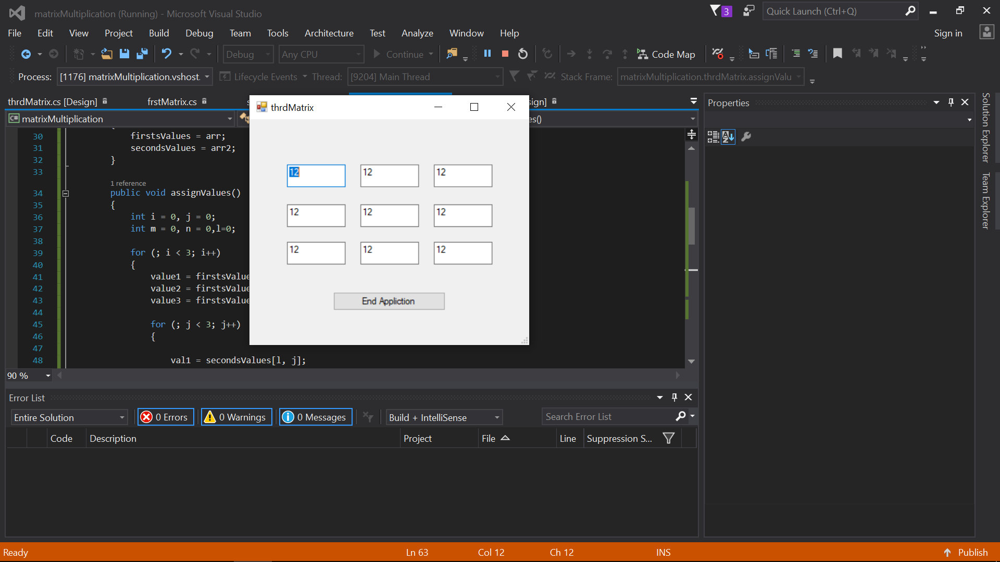 matrixMultiplication (Running) - Microsoft Visual Studio
3
Quick Launch (Ctrl+Q)
File Edit View Project Build Debug Team Tools Architecture Test Analyze Window Help
Sign in
Debug
Any CPU
Continue
Code Map
Process: [1176] matrixMultiplication.vshost.
Lifecycle Events
Thread: [9204] Main Thread
Stack Frame: matrixMultiplication.thrdMatrix.assignValu
thrdMatrix.cs [Design]
frstMatrix.cs
s
sign]
matrixMultiplication
es()
30 firstsValues = arr;
31 secondsValues = arr2;
32 }
33
1 reference
34 public void assignValues()
35 {
36 int i = 0, j = 0;
37 int m = 0, n = 0,l=0;
38
39 for (; i < 3; i++)
40 {
41 value1 = firstsValue
42 value2 = firstsValue
43 value3 = firstsValue
44
45 for (; j < 3; j++)
46 {
47
48 val1 = secondsValues[l, j];
90 %
thrdMatrix
12 12 12
12 12 12
12 12 12
End Appliction
Properties
Solution Explorer
Team Explorer
Error List
Entire Solution
0 Errors
0 Warnings
0 Messages
Build + IntelliSense
Search Error List
Code Description Project File Line Suppression S...
Ready
Ln 63
Col 12
Ch 12
INS
Publish